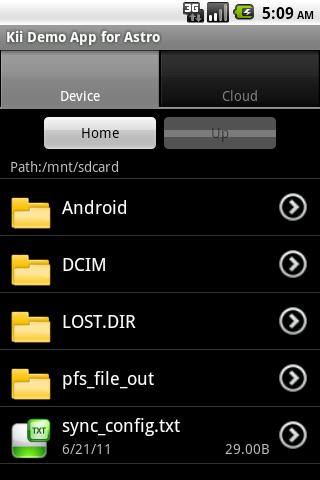 3G 5:09 AM
Kii Demo App for Astro
Device Cloud
Home Up
Path:/mnt/sdcard
Android
DCIM
LOST.DIR
pfs_file_out
TXT sync_config.txt
6/21/11 29.00B